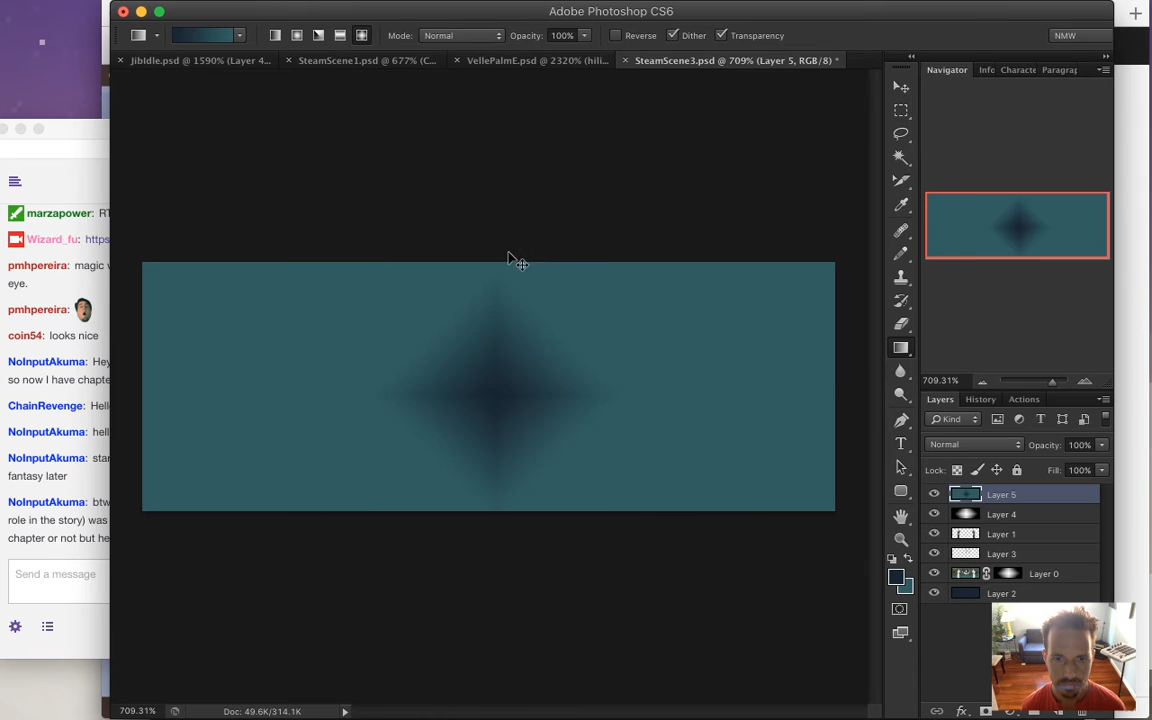 Adobe Photoshop CS6
Mode: Normal Opacity: 100% Reverse Dither Transparency NMW
JibIdle.psd @ 1590% (Layer 4... SteamScene1.psd @ 677% (C... VellePalmE.psd @ 2320% (hili... SteamScene3.psd @ 709% (Layer 5, RGB/8) *
Navigator Info Characte Paragrap
marzapower: RT
Wizard_fu: https
pmhpereira: magic w
eye.
pmhpereira:
coin54: looks nice
NoInputAkuma: Hey
so now I have chapte
ChainRevenge: Hell
NoInputAkuma: hell
NoInputAkuma: star
fantasy later
NoInputAkuma: btw
role in the story) was
chapter or not but he
Send a message
709.31%
Layers History Actions
Kind
Normal Opacity: 100%
Lock: Fill: 100%
Layer 5
Layer 4
Layer 1
Layer 3
Layer 0
Layer 2
709.31% Doc: 49.6K/314.1K